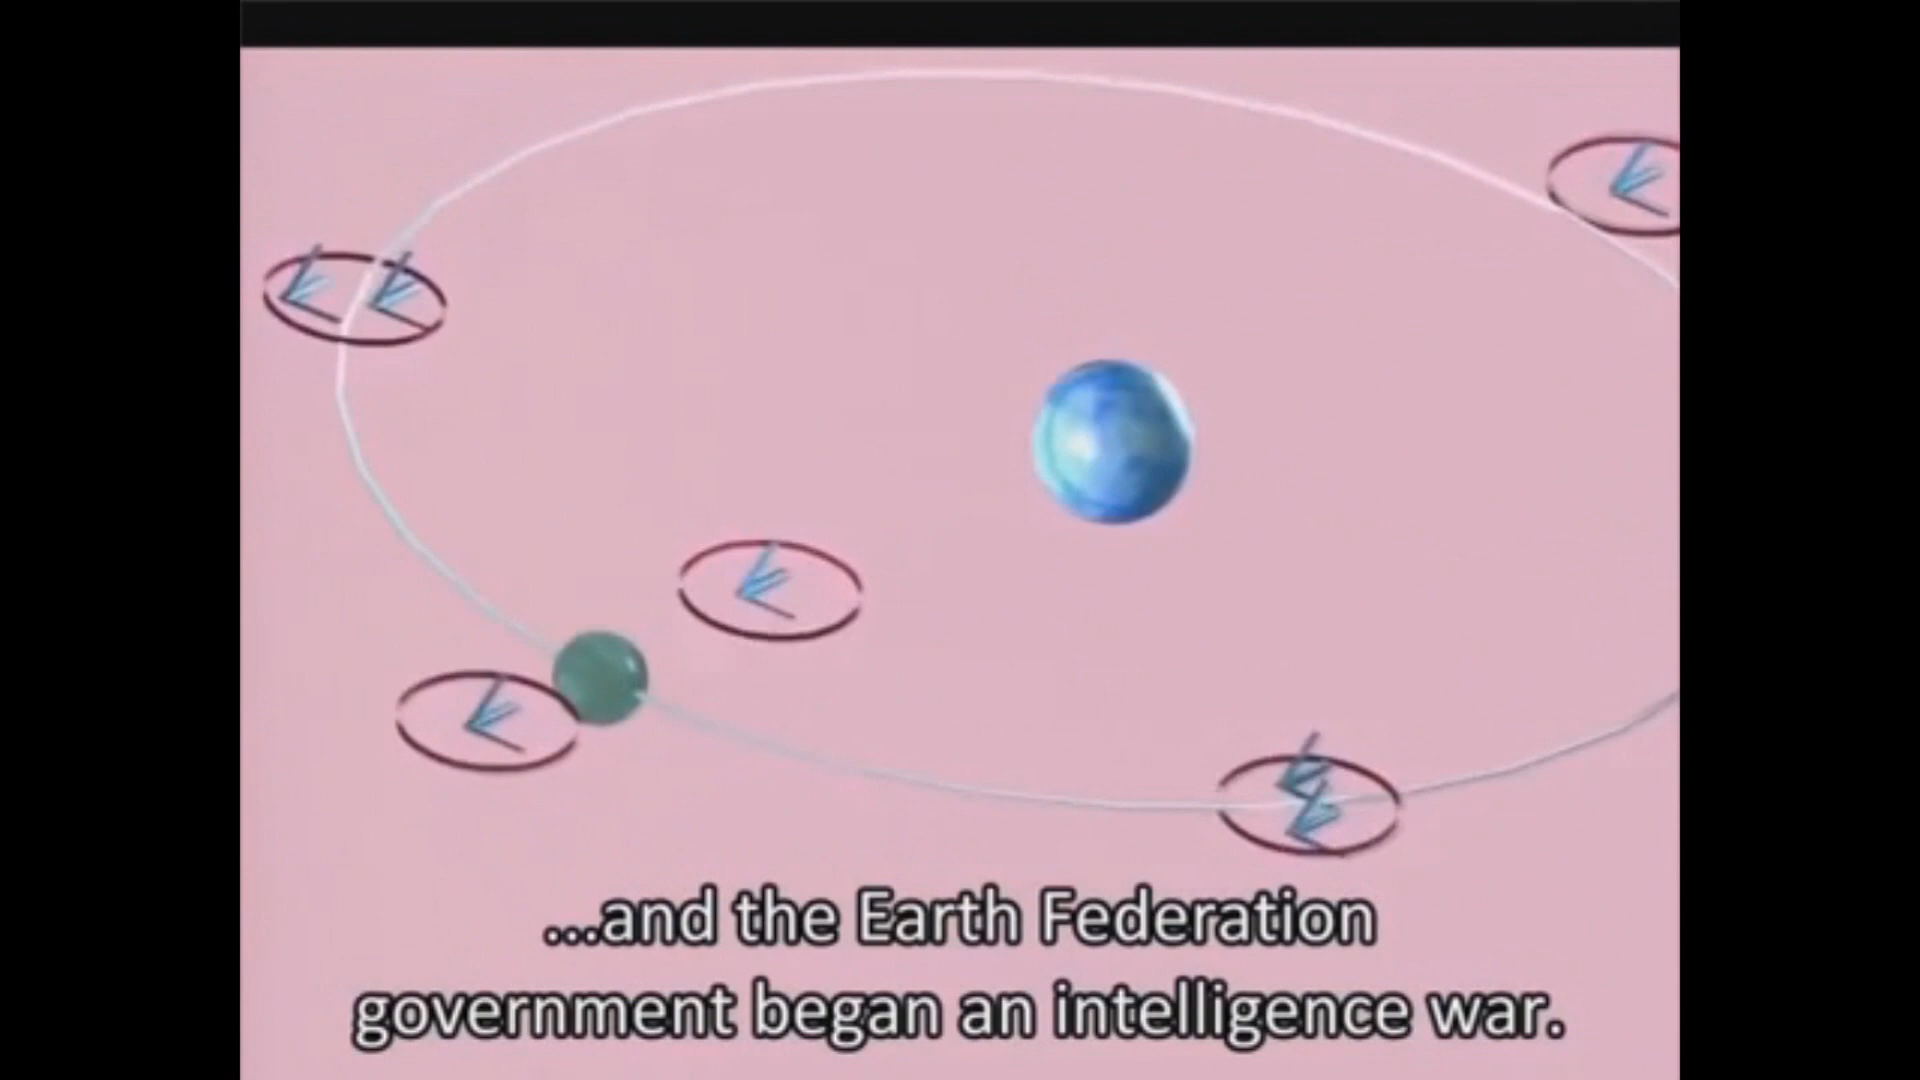 ...and the Earth Federation
government began an intelligence war.